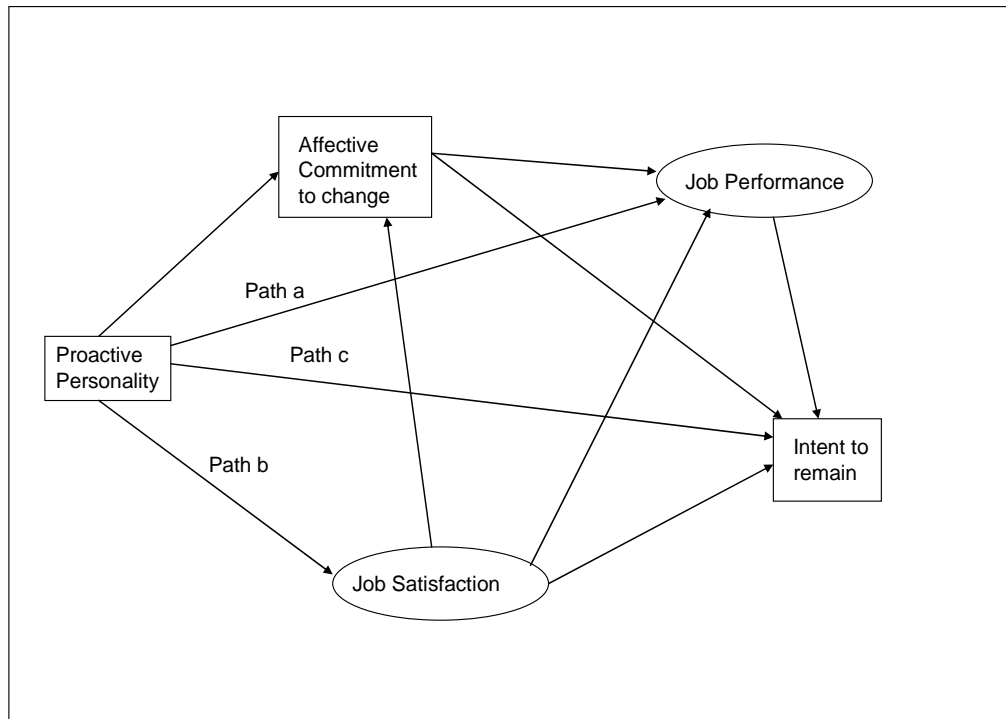 Affective
Commitment
to change
Job Performance
Path a
Proactive
Personality
Path c
Intent to
remain
Path b
Job Satisfaction